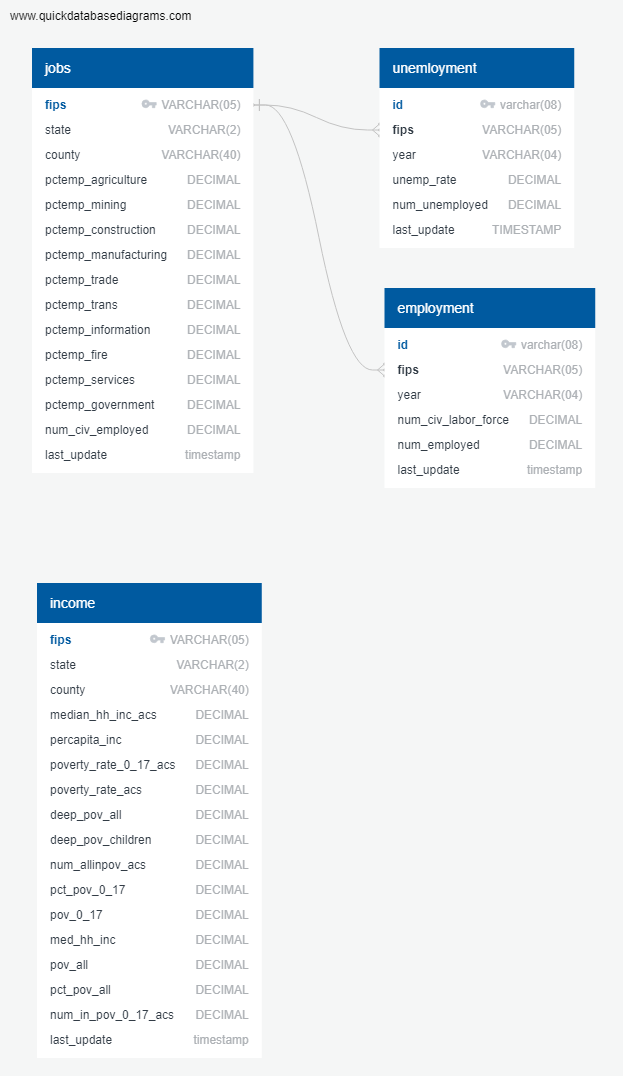 www.quickdatabasediagrams.com
jobs
fips VARCHAR(05)
state VARCHAR(2)
county VARCHAR(40)
pctemp_agriculture DECIMAL
pctemp_mining DECIMAL
pctemp_construction DECIMAL
pctemp_manufacturing DECIMAL
pctemp_trade DECIMAL
pctemp_trans DECIMAL
pctemp_information DECIMAL
pctemp_fire DECIMAL
pctemp_services DECIMAL
pctemp_government DECIMAL
num_civ_employed DECIMAL
last_update timestamp
unemloyment
id varchar(08)
fips VARCHAR(05)
year VARCHAR(04)
unemp_rate DECIMAL
num_unemployed DECIMAL
last_update TIMESTAMP
employment
id varchar(08)
fips VARCHAR(05)
year VARCHAR(04)
num_civ_labor_force DECIMAL
num_employed DECIMAL
last_update timestamp
income
fips VARCHAR(05)
state VARCHAR(2)
county VARCHAR(40)
median_hh_inc_acs DECIMAL
percapita_inc DECIMAL
poverty_rate_0_17_acs DECIMAL
poverty_rate_acs DECIMAL
deep_pov_all DECIMAL
deep_pov_children DECIMAL
num_allinpov_acs DECIMAL
pct_pov_0_17 DECIMAL
pov_0_17 DECIMAL
med_hh_inc DECIMAL
pov_all DECIMAL
pct_pov_all DECIMAL
num_in_pov_0_17_acs DECIMAL
last_update timestamp